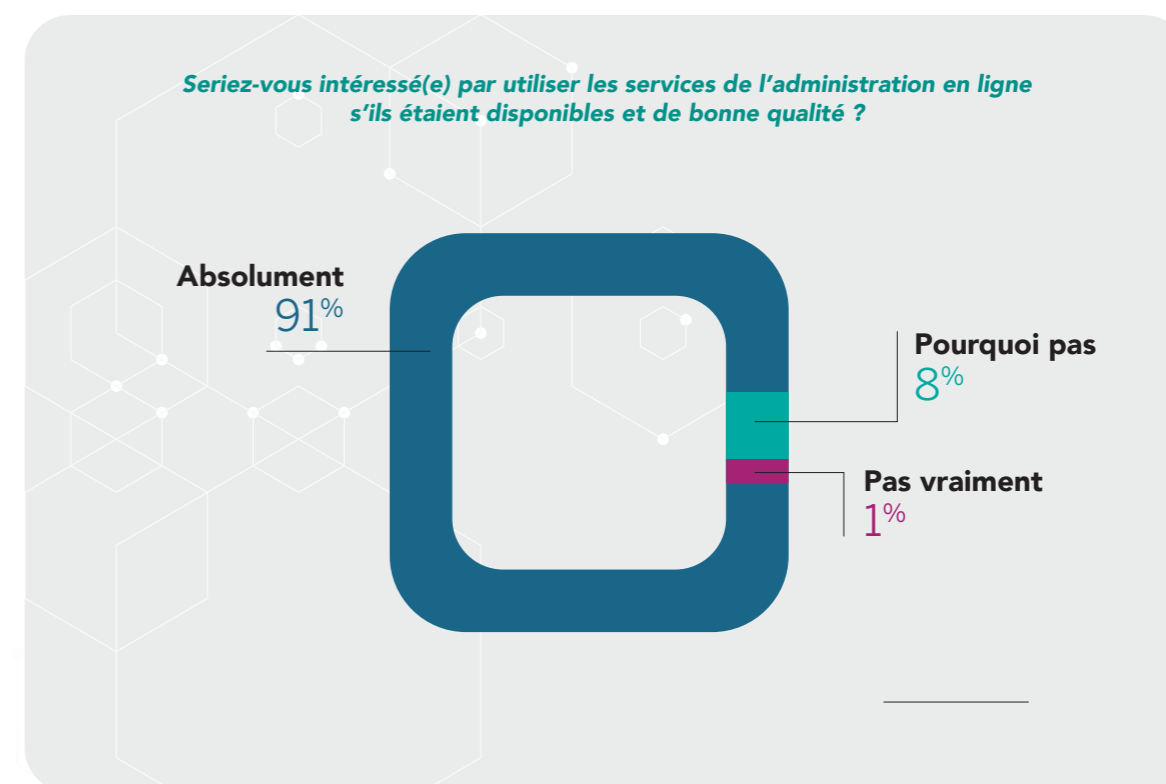 Seriez-vous intéressé(e) par utiliser les services de l’administration en ligne
s’ils étaient disponibles et de bonne qualité ?
Absolument
91%
Pourquoi pas
8%
Pas vraiment
1%